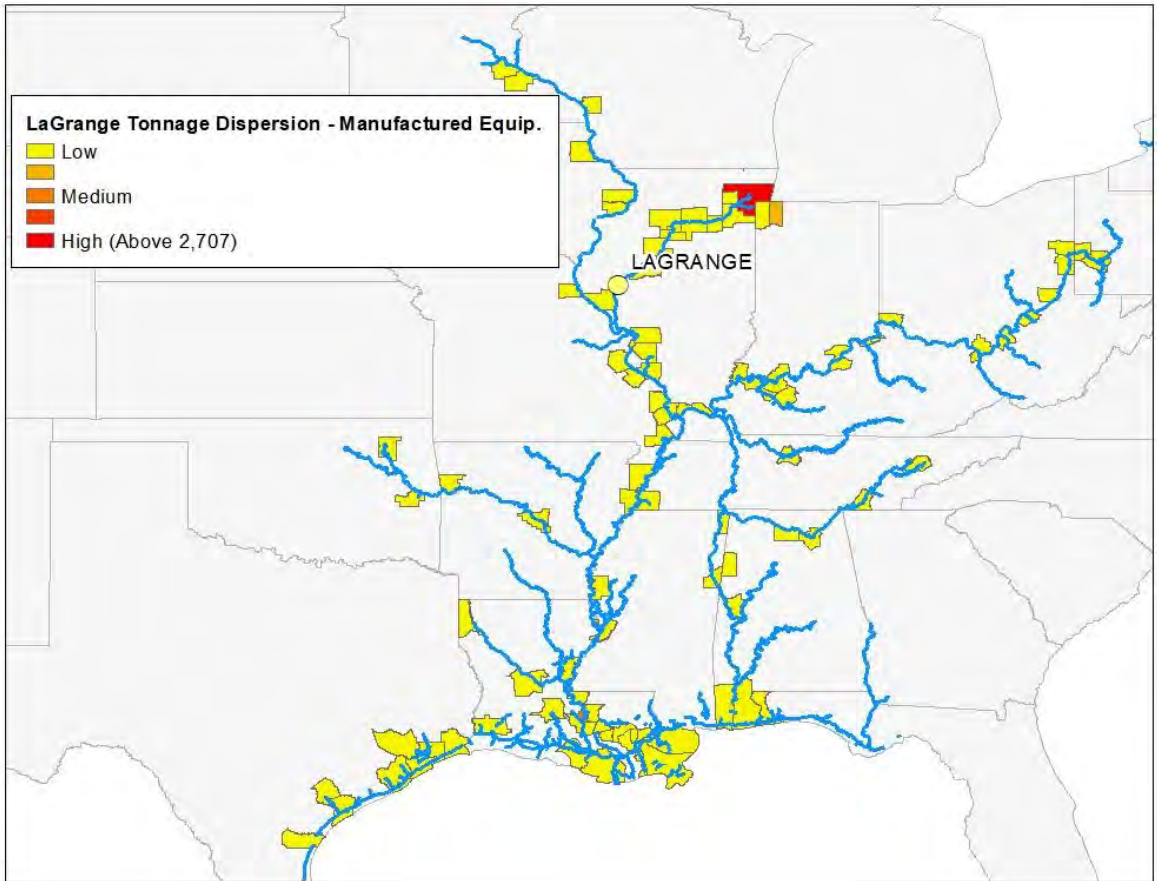 LaGrange Tonnage Dispersion - Manufactured Equip.
Low
Medium
High (Above 2,707)
LAGRANGE